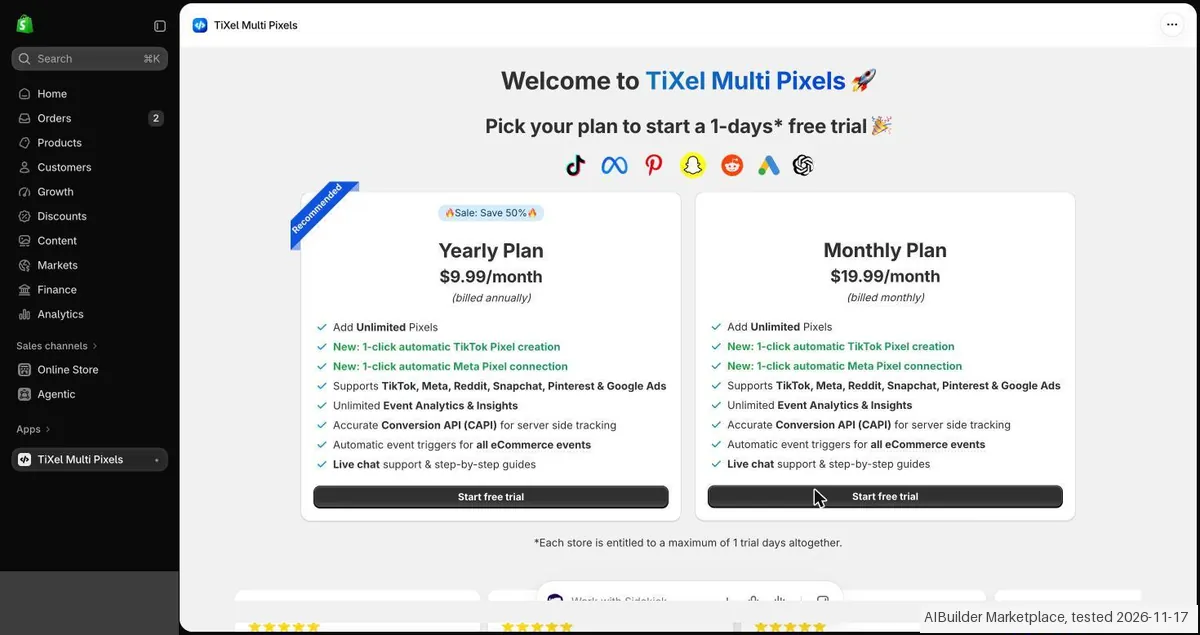 TiXel Multi Pixels
Search ⌘K
Home
Orders 2
Products
Customers
Growth
Discounts
Content
Markets
Finance
Analytics
Sales channels
Online Store
Agentic
Apps
TiXel Multi Pixels
Welcome to TiXel Multi Pixels 🚀
Pick your plan to start a 1-days* free trial 🎉
Recommended
🔥Sale: Save 50%🔥
Yearly Plan
$9.99/month
(billed annually)
Add Unlimited Pixels
New: 1-click automatic TikTok Pixel creation
New: 1-click automatic Meta Pixel connection
Supports TikTok, Meta, Reddit, Snapchat, Pinterest & Google Ads
Unlimited Event Analytics & Insights
Accurate Conversion API (CAPI) for server side tracking
Automatic event triggers for all eCommerce events
Live chat support & step-by-step guides
Start free trial
Monthly Plan
$19.99/month
(billed monthly)
Add Unlimited Pixels
New: 1-click automatic TikTok Pixel creation
New: 1-click automatic Meta Pixel connection
Supports TikTok, Meta, Reddit, Snapchat, Pinterest & Google Ads
Unlimited Event Analytics & Insights
Accurate Conversion API (CAPI) for server side tracking
Automatic event triggers for all eCommerce events
Live chat support & step-by-step guides
Start free trial
*Each store is entitled to a maximum of 1 trial days altogether.
Work with Sidekick
AIBuilder Marketplace, tested 2026-11-17